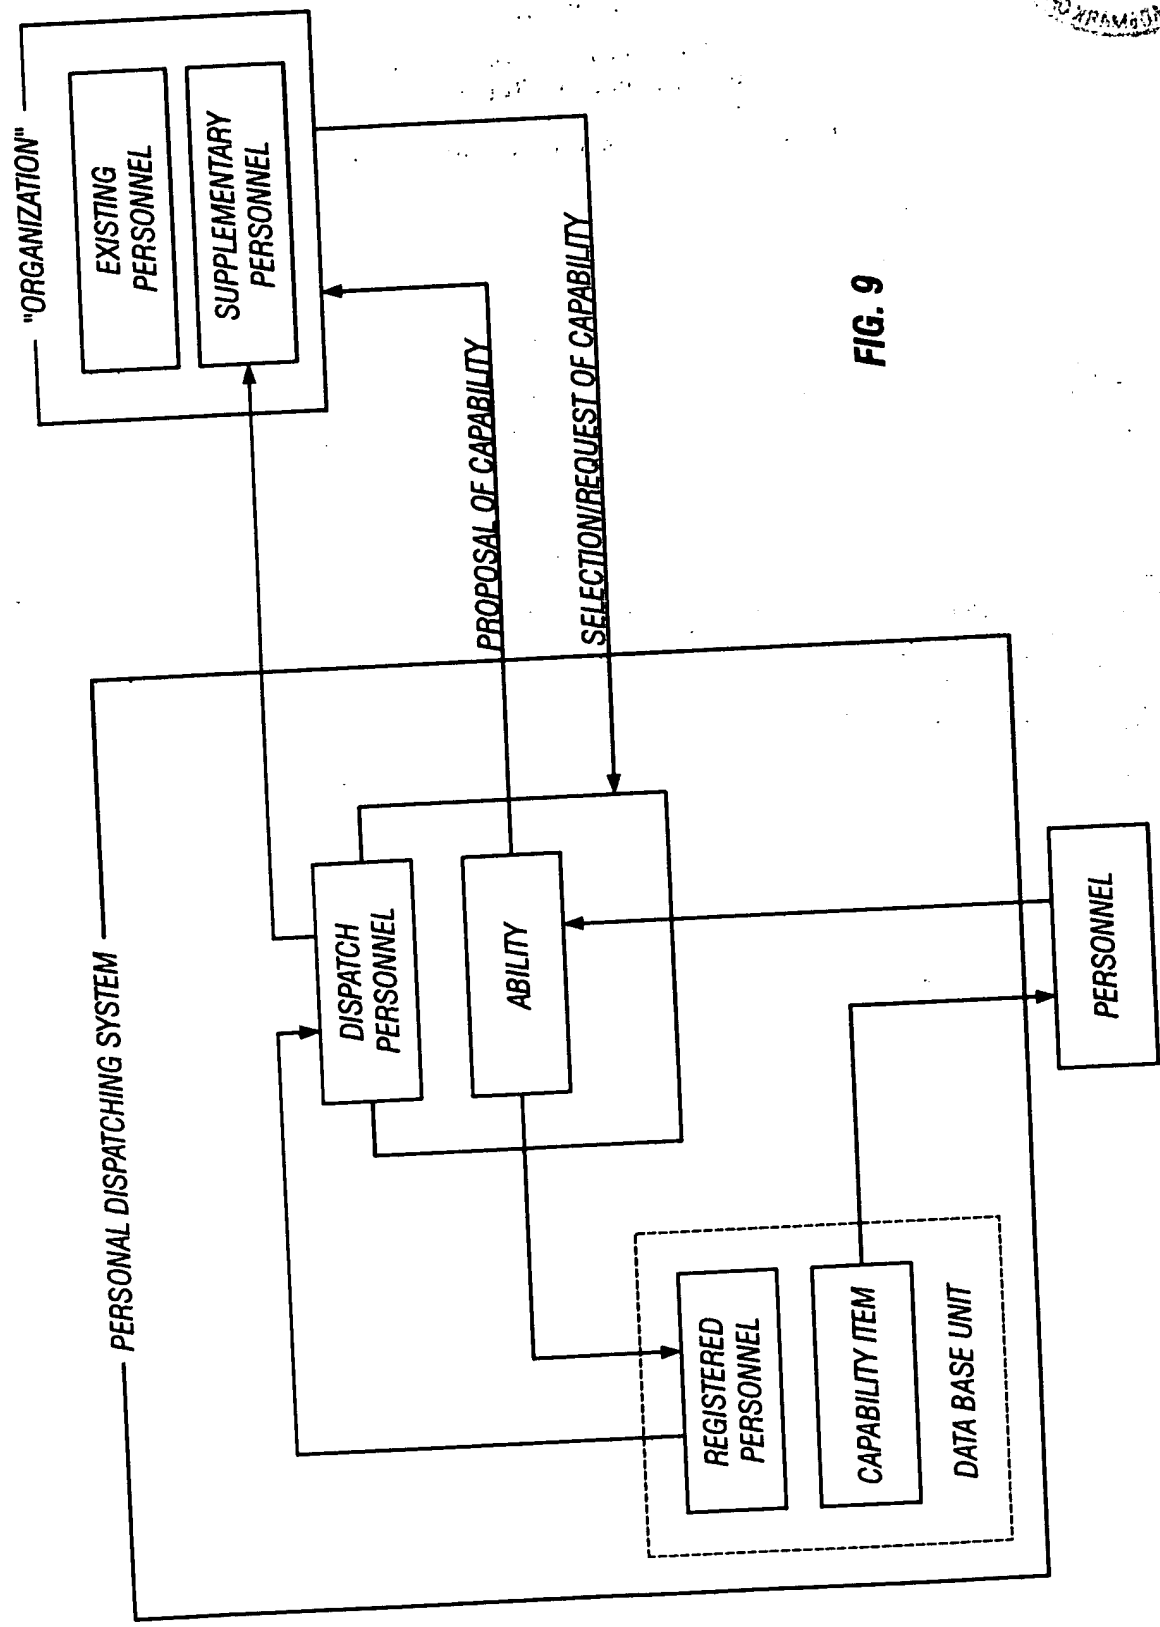 PERSONAL DISPATCHING SYSTEM
"ORGANIZATION"
EXISTING
PERSONNEL
SUPPLEMENTARY
PERSONNEL
DISPATCH
PERSONNEL
PROPOSAL OF CAPABILITY
ABILITY
SELECTION/REQUEST OF CAPABILITY
REGISTERED
PERSONNEL
CAPABILITY ITEM
DATA BASE UNIT
PERSONNEL
FIG. 9